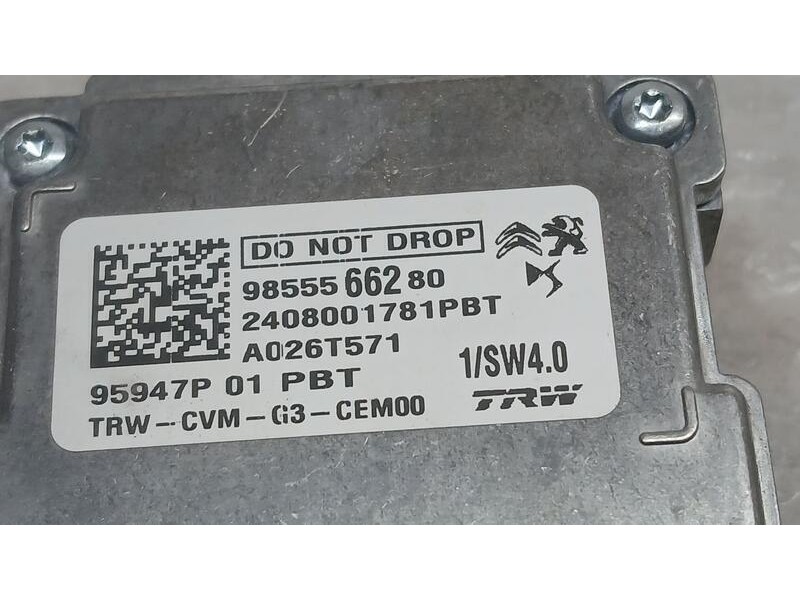 DO NOT DROP
98555 662 80
2408001781PBT
A026T571
1/SW4.0
95947P 01 PBT
TRW
TRW-CVM-G3-CEM00